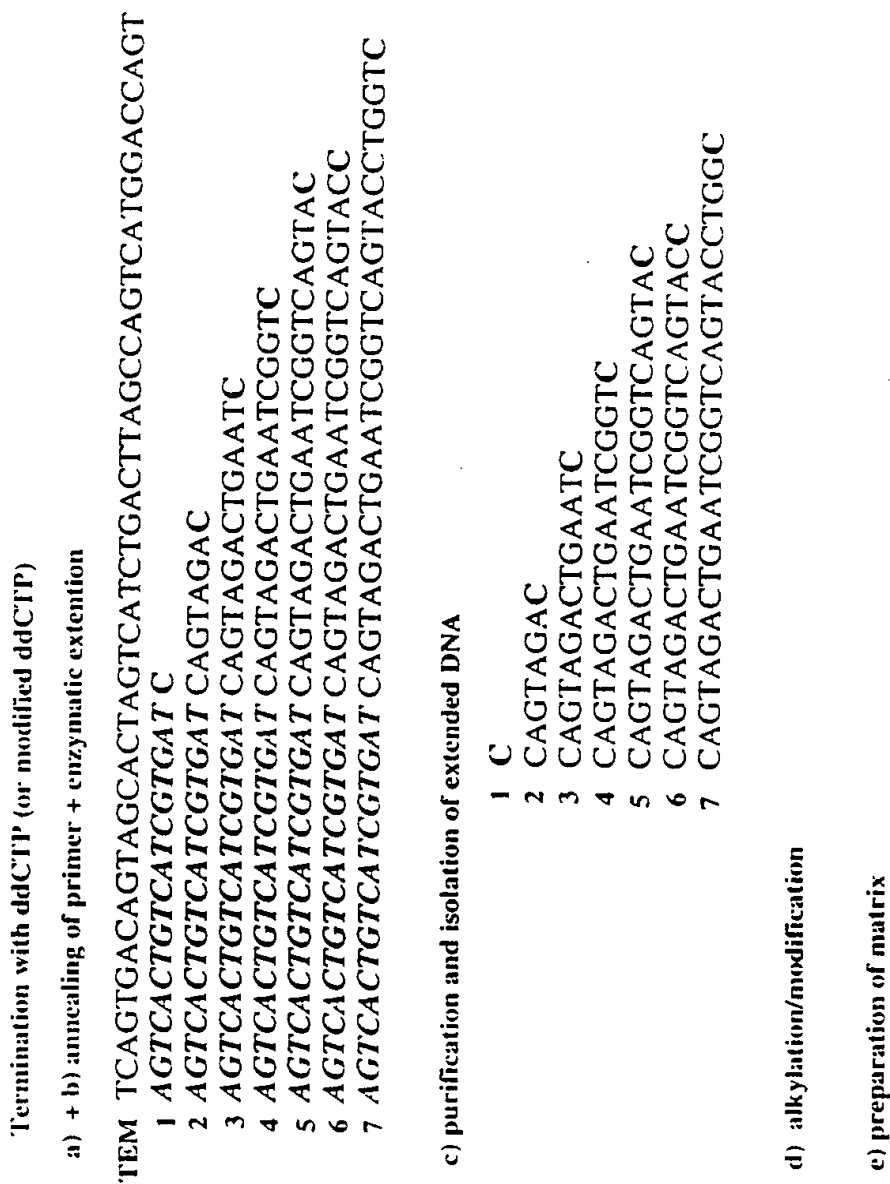 Termination with ddCTP (or modified ddCTP)
a) + b) annealing of primer + enzymatic extention
TEM TCAGTGACAGTAGCACTAGTCATCTGACTTAGCCAGTCATGGACCAGT
1 AGTCACTGTCATCGTGAT C
2 AGTCACTGTCATCGTGAT CAGTAGAC
3 AGTCACTGTCATCGTGAT CAGTAGACTGAATC
4 AGTCACTGTCATCGTGAT CAGTAGACTGAATCGGTC
5 AGTCACTGTCATCGTGAT CAGTAGACTGAATCGGTCAGTAC
6 AGTCACTGTCATCGTGAT CAGTAGACTGAATCGGTCAGTACC
7 AGTCACTGTCATCGTGAT CAGTAGACTGAATCGGTCAGTACCTGGTC
c) purification and isolation of extended DNA
1 C
2 CAGTAGAC
3 CAGTAGACTGAATC
4 CAGTAGACTGAATCGGTC
5 CAGTAGACTGAATCGGTCAGTAC
6 CAGTAGACTGAATCGGTCAGTACC
7 CAGTAGACTGAATCGGTCAGTACCTGGC
d) alkylation/modification
e) preparation of matrix